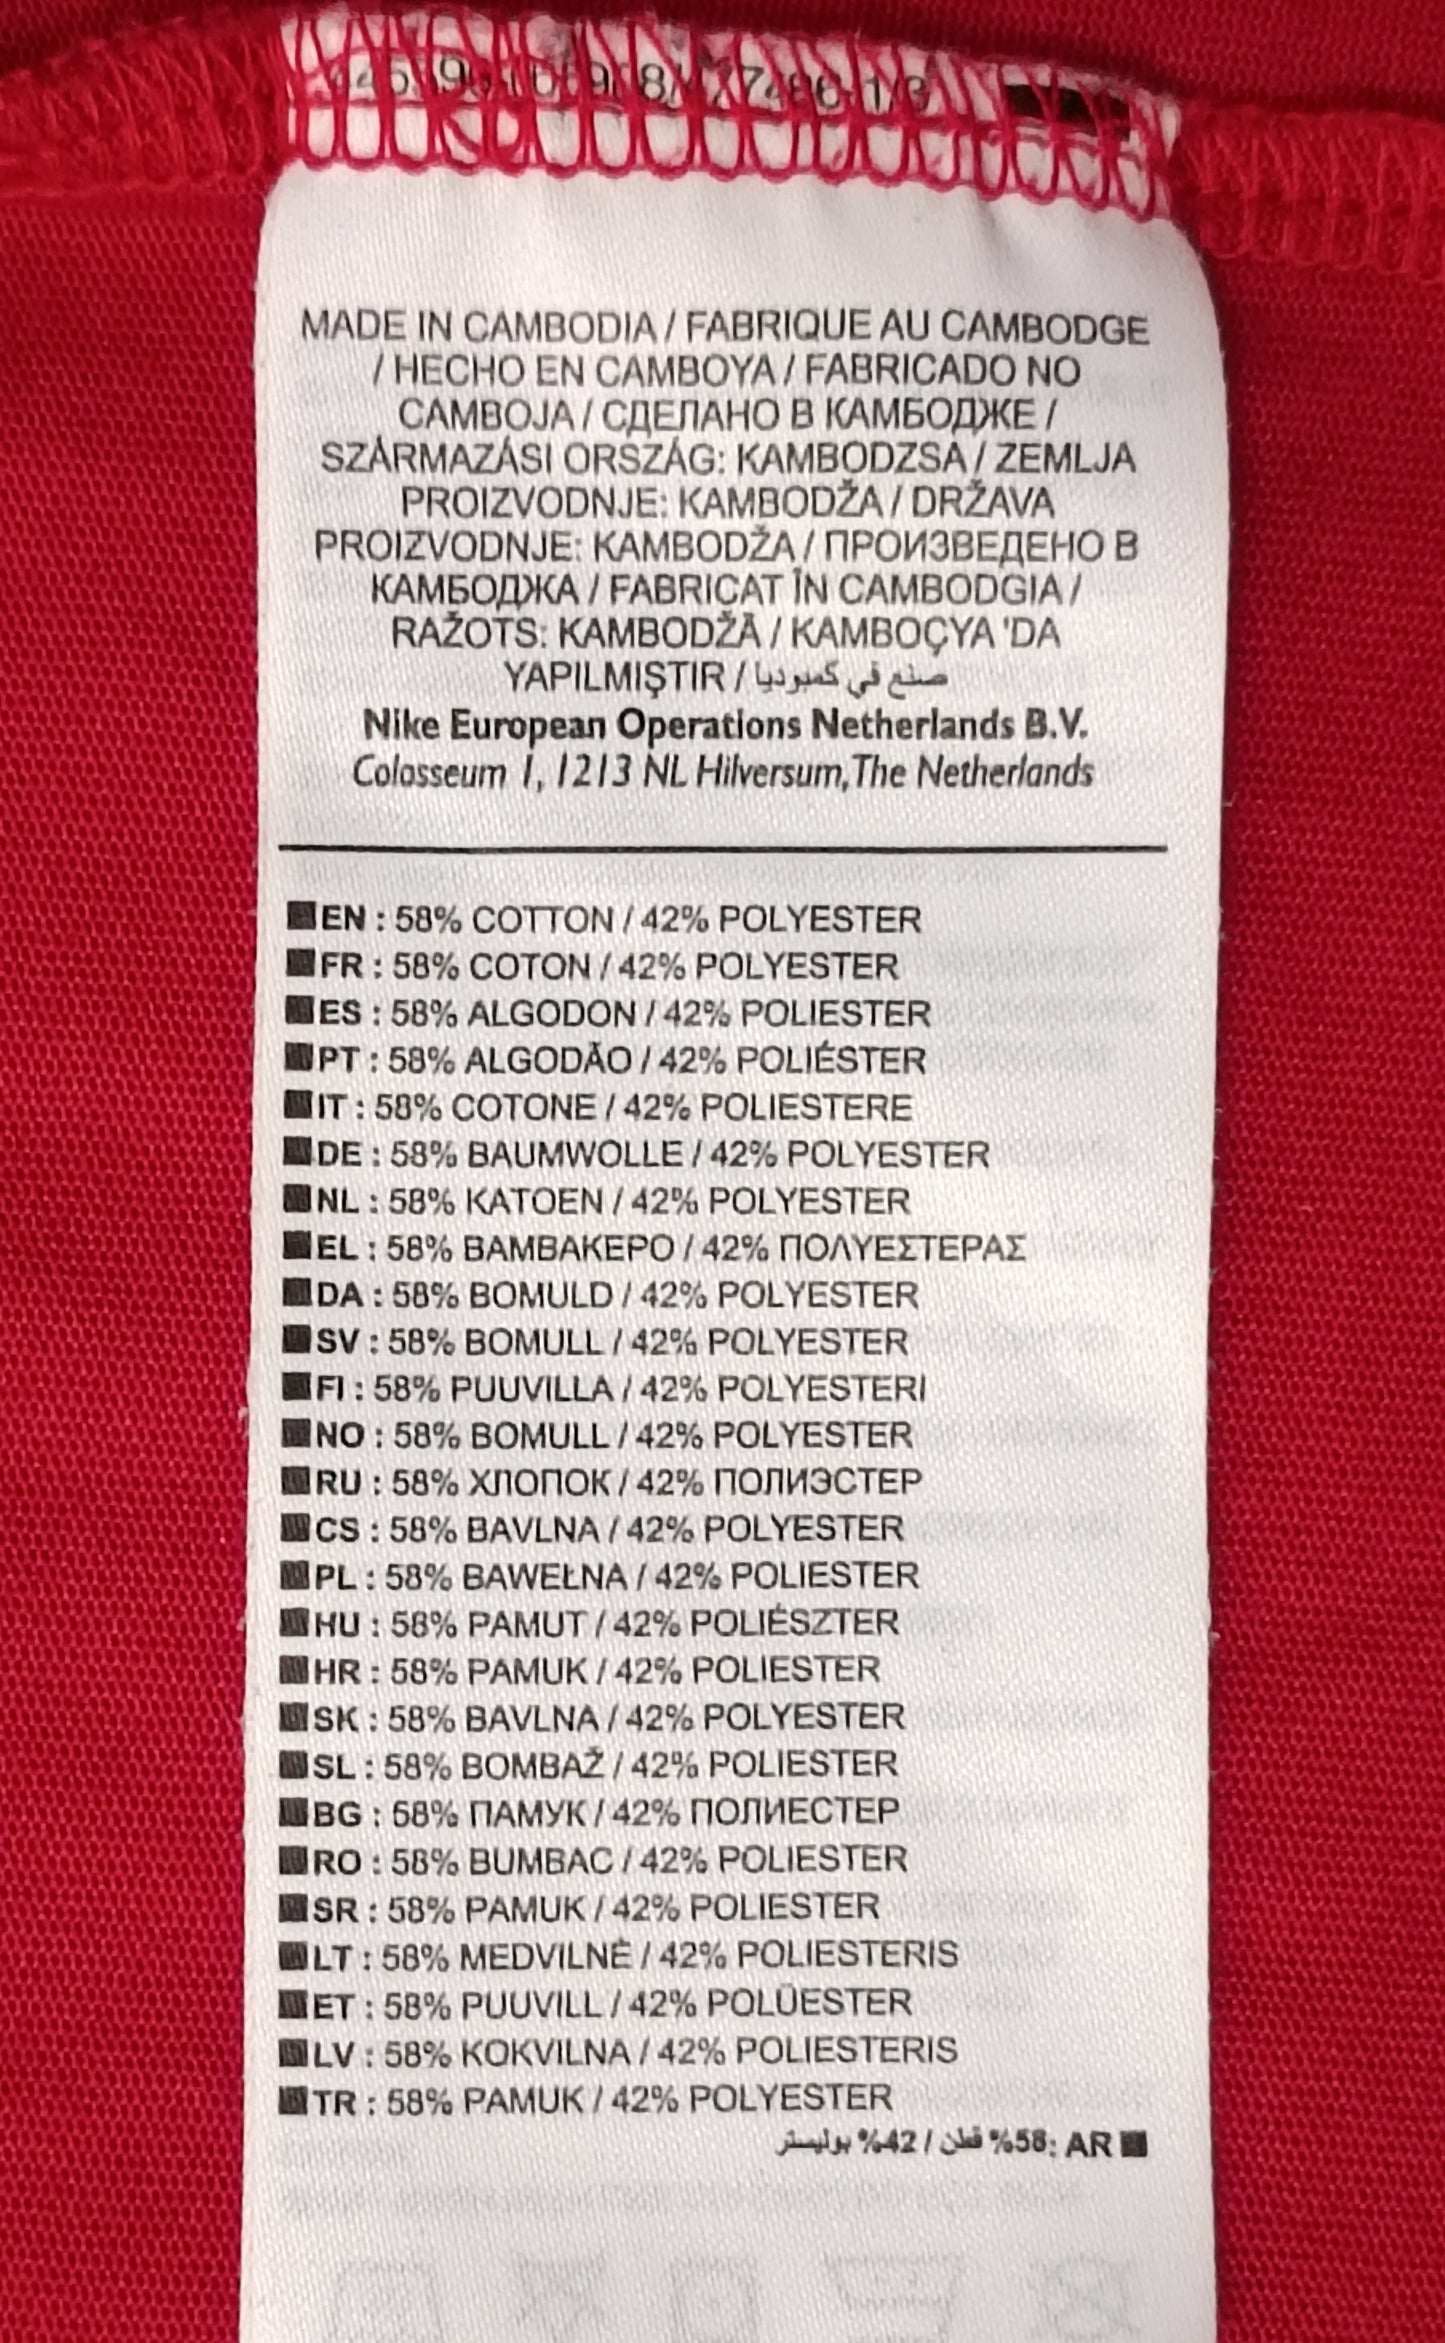 MADE IN CAMBODIA / FABRIQUE AU CAMBODGE
/ HECHO EN CAMBOYA / FABRICADO NO
CAMBOJA / СДЕЛАНО В КАМБОДЖЕ /
SZÁRMAZÁSI ORSZÁG: KAMBODZSA / ZEMLJA
PROIZVODNJE: KAMBODŽA / DRŽAVA
PROIZVODNJE: KAMBODŽA / ПРОИЗВЕДЕНО В
КАМБОДЖА / FABRICAT ÎN CAMBODGIA /
RAŽOTS: KAMBODŽĀ / KAMBOÇYA 'DA
YAPILMIŞTIR / صنع في كمبوديا
Nike European Operations Netherlands B.V.
Colosseum 1, 1213 NL Hilversum, The Netherlands
■EN : 58% COTTON / 42% POLYESTER
■FR : 58% COTON / 42% POLYESTER
■ES : 58% ALGODON / 42% POLIESTER
■PT : 58% ALGODÃO / 42% POLIÉSTER
■IT : 58% COTONE / 42% POLIESTERE
■DE : 58% BAUMWOLLE / 42% POLYESTER
■NL : 58% KATOEN / 42% POLYESTER
■EL : 58% ΒΑΜΒΑΚΕΡΟ / 42% ΠΟΛΥΕΣΤΕΡΑΣ
■DA : 58% BOMULD / 42% POLYESTER
■SV : 58% BOMULL / 42% POLYESTER
■FI : 58% PUUVILLA / 42% POLYESTERI
■NO : 58% BOMULL / 42% POLYESTER
■RU : 58% ХЛОПОК / 42% ПОЛИЭСТЕР
■CS : 58% BAVLNA / 42% POLYESTER
■PL : 58% BAWEŁNA / 42% POLIESTER
■HU : 58% PAMUT / 42% POLIÉSZTER
■HR : 58% PAMUK / 42% POLIESTER
■SK : 58% BAVLNA / 42% POLYESTER
■SL : 58% BOMBAŽ / 42% POLIESTER
■BG : 58% ПАМУК / 42% ПОЛИЕСТЕР
■RO : 58% BUMBAC / 42% POLIESTER
■SR : 58% PAMUK / 42% POLIESTER
■LT : 58% MEDVILNĖ / 42% POLIESTERIS
■ET : 58% PUUVILL / 42% POLÜESTER
■LV : 58% KOKVILNA / 42% POLIESTERIS
■TR : 58% PAMUK / 42% POLYESTER
■ AR :58% قطن / 42% بوليستر